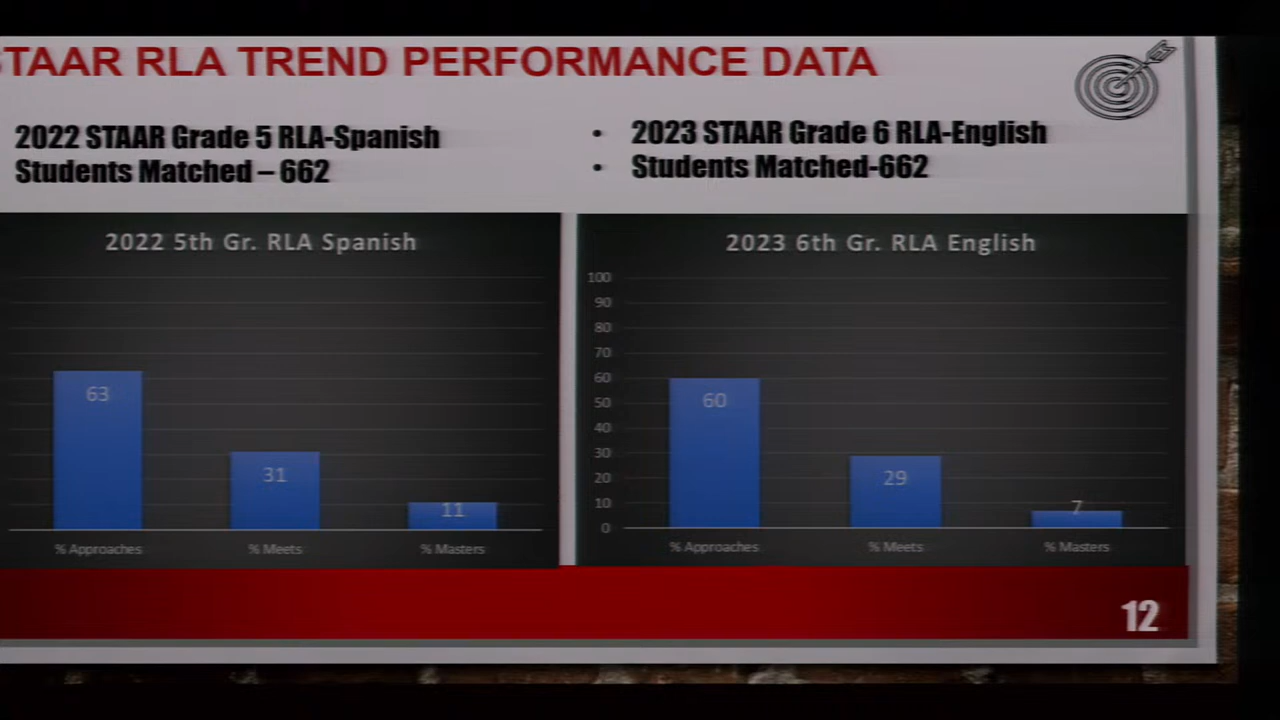 STAAR RLA TREND PERFORMANCE DATA
2022 STAAR Grade 5 RLA-Spanish
Students Matched – 662
• 2023 STAAR Grade 6 RLA-English
• Students Matched-662
2022 5th Gr. RLA Spanish
63
31
11
% Approaches
% Meets
% Masters
2023 6th Gr. RLA English
100
90
80
70
60
50
40
30
20
10
0
60
29
7
% Approaches
% Meets
% Masters
12